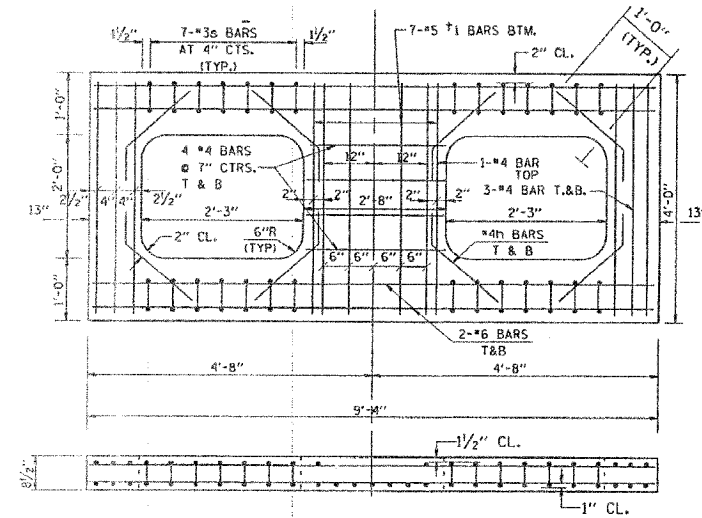 1½"
7-#3s BARS
AT 4" CTS.
(TYP.)
1½"
7-#5 †1 BARS BTM.
2" CL.
1'-0"
(TYP.)
1'-0"
2'-0"
1'-0"
13"
2½"
4"
4"
2½"
2'-3"
2" CL.
6"R
(TYP)
4 #4 BARS
@ 7" CTRS.
T & B
12"
12"
2"
2"
2'-8"
2"
2"
6"
6"
6"
6"
1-#4 BAR
TOP
3-#4 BAR T.&B.
2'-3"
#4h BARS
T & B
4'-0"
13"
2-#6 BARS
T&B
4'-8"
4'-8"
9'-4"
8½"
1½" CL.
1" CL.